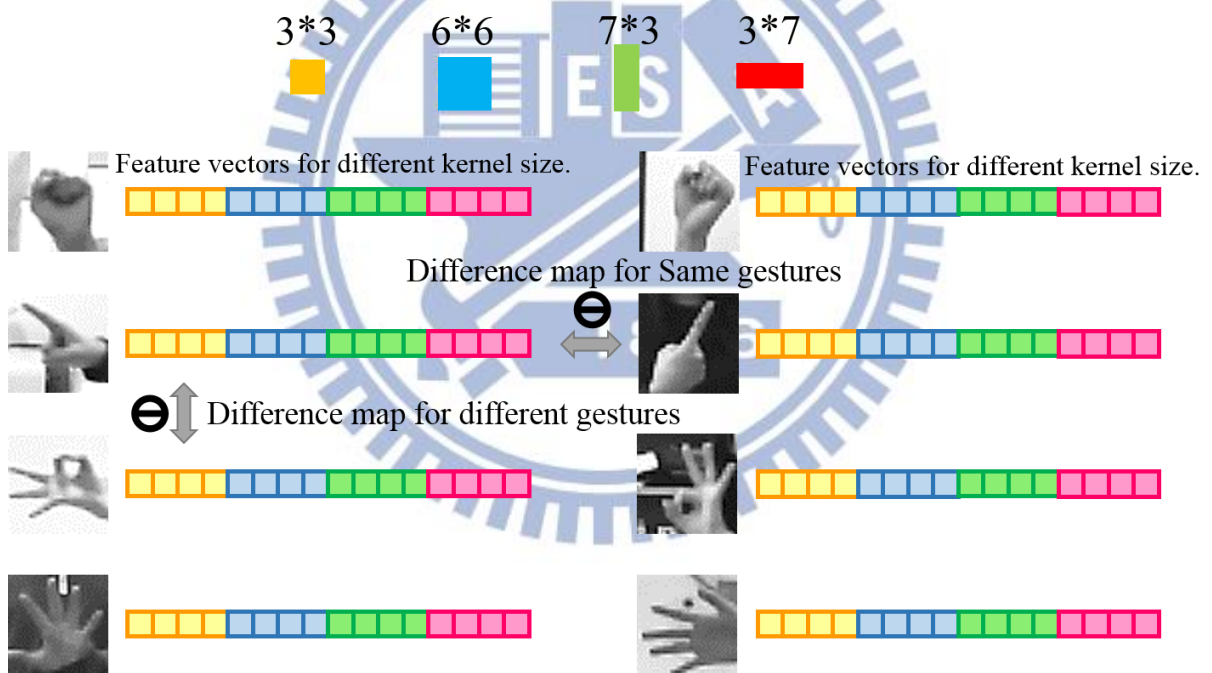 3*3
6*6
7*3
3*7
E S A
Feature vectors for different kernel size.
Feature vectors for different kernel size.
Difference map for Same gestures
Difference map for different gestures